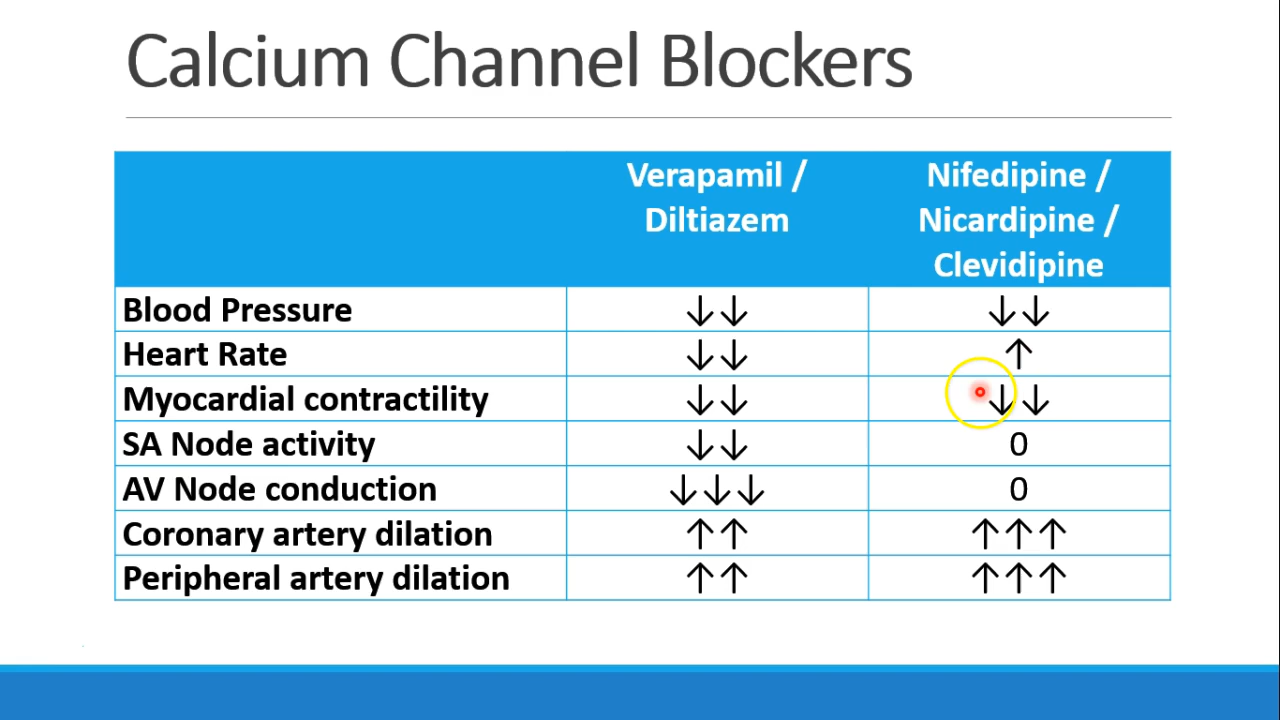 Calcium Channel Blockers
Verapamil /
Diltiazem
Nifedipine /
Nicardipine /
Clevidipine
Blood Pressure ↓↓ ↓↓
Heart Rate ↓↓ ↑
Myocardial contractility ↓↓ ↓↓
SA Node activity ↓↓ 0
AV Node conduction ↓↓↓ 0
Coronary artery dilation ↑↑ ↑↑↑
Peripheral artery dilation ↑↑ ↑↑↑